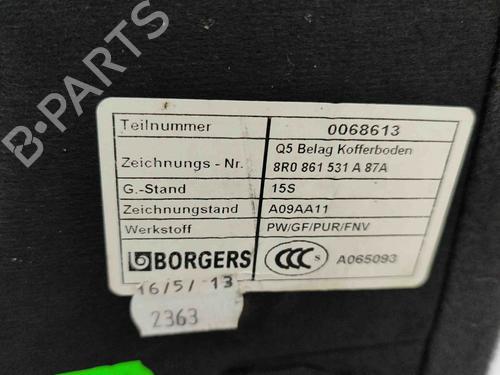 B-PARTS
Teilnummer 0068613
Q5 Belag Kofferboden
Zeichnungs - Nr. 8R0 861 531 A 87A
G.-Stand 15S
Zeichnungstand A09AA11
Werkstoff PW/GF/PUR/FNV
BORGERS CCC S A065093
16/5/ 13
2363